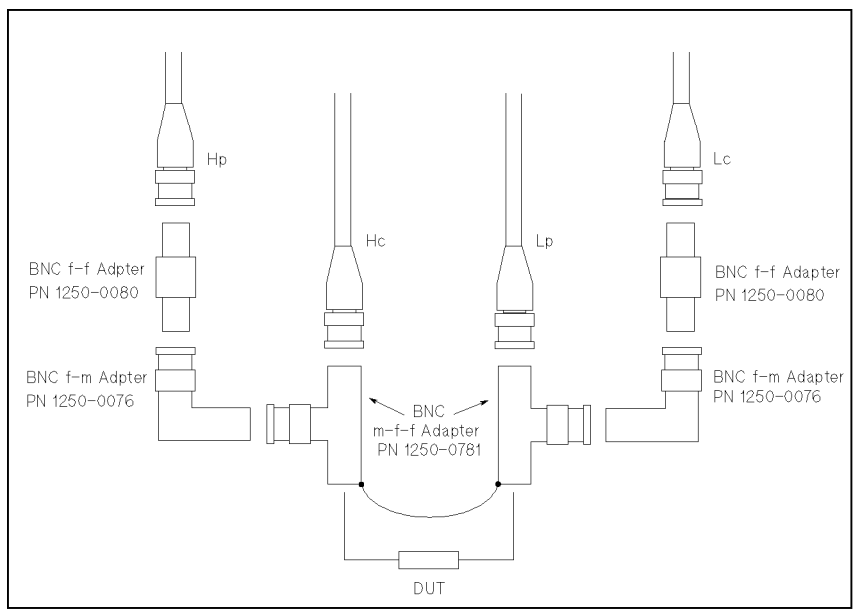 Hp
Lc
Hc
Lp
BNC f-f Adpter
PN 1250-0080
BNC f-f Adapter
PN 1250-0080
BNC f-m Adpter
PN 1250-0076
BNC f-m Adapter
PN 1250-0076
BNC
m-f-f Adapter
PN 1250-0781
DUT